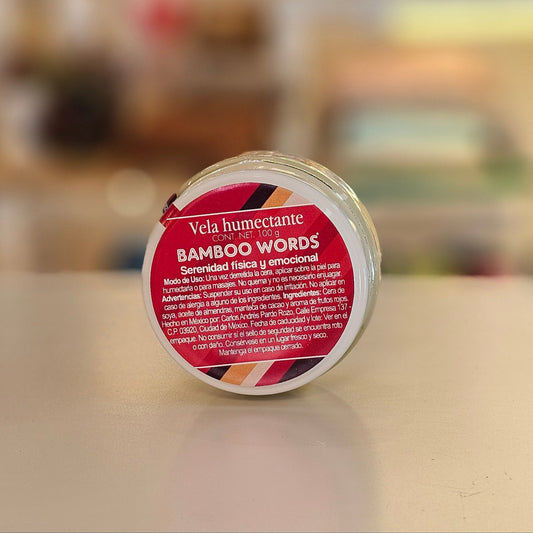 Vela humectante
CONT. NET. 100 g
BAMBOO WORDS®
Serenidad física y emocional
Modo de Uso: Una vez derretida la cera, aplicar sobre la piel para
humectarla o para masajes. No quema y no es necesario enjuagar.
Advertencias: Suspender su uso en caso de irritación. No aplicar en
caso de alergia a alguno de los ingredientes. Ingredientes: Cera de
soya, aceite de almendras, manteca de cacao y aroma de frutos rojos.
Hecho en México por: Carlos Andrés Pardo Rozo, Calle Empresa 137 -
C.P. 03920, Ciudad de México. Fecha de caducidad y lote: Ver en el
empaque. No consumir si el sello de seguridad se encuentra roto
o con daño. Consérvese en un lugar fresco y seco.
Mantenga el empaque cerrado.